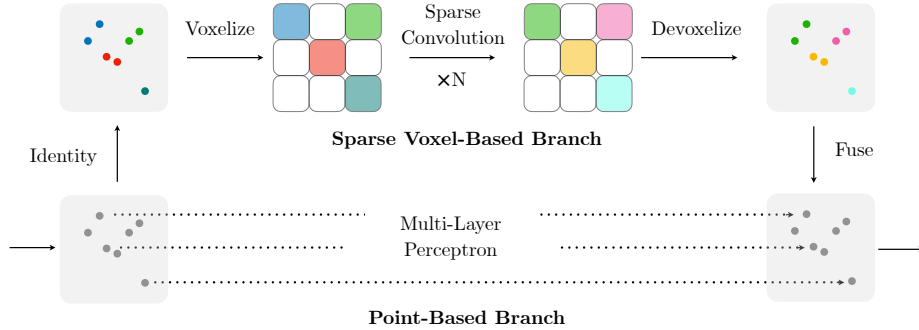 Voxelize
Sparse
Convolution
×N
Devoxelize
Sparse Voxel-Based Branch
Identity
Fuse
Multi-Layer
Perceptron
Point-Based Branch